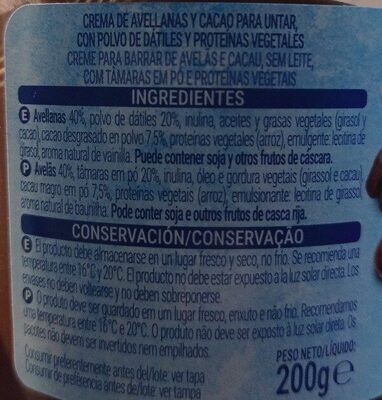 CREMA DE AVELLANAS Y CACAO PARA UNTAR,
CON POLVO DE DÁTILES Y PROTEÍNAS VEGETALES
CREME PARA BARRAR DE AVELÃS E CACAU, SEM LEITE,
COM TÂMARAS EM PÓ E PROTEÍNAS VEGETAIS
INGREDIENTES
E Avellanas 40%, polvo de dátiles 20%, inulina, aceites y grasas vegetales (girasol y
cacao), cacao desgrasado en polvo 7,5%, proteínas vegetales (arroz), emulgente: lecitina de
girasol, aroma natural de vainilla. Puede contener soja y otros frutos de cáscara.
P Avelãs 40%, tâmaras em pó 20%, inulina, óleo e gordura vegetais (girassol e cacau),
cacau magro em pó 7,5%, proteínas vegetais (arroz), emulsionante: lecitina de girassol,
aroma natural de baunilha. Pode conter soja e outros frutos de casca rija.
CONSERVACIÓN/CONSERVAÇÃO
E El producto debe almacenarse en un lugar fresco y seco, no frío. Se recomienda una
temperatura entre 16°C y 20°C. El producto no debe estar expuesto a la luz solar directa. Los
envases no deben voltearse y no deben sobreponerse.
P O produto deve ser guardado em um lugar fresco, enxuto e não frio. Recomendamos
uma temperatura entre 16°C e 20°C. O produto não deve ser exposto à luz solar direta. Os
pacotes não devem ser invertidos nem empilhados.
Consumir preferentemente antes del/lote: ver tapa
Consumir de preferência antes de/lote: ver tampa
PESO NETO/LÍQUIDO:
200g e